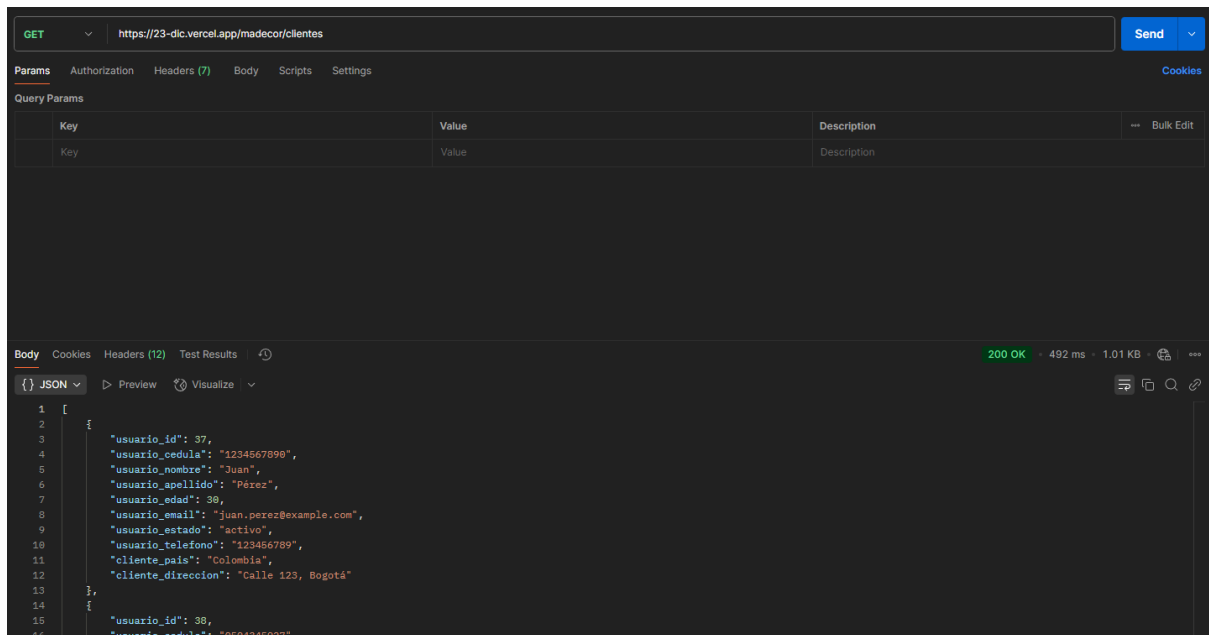 GET https://23-dic.vercel.app/madecor/clientes Send
Params Authorization Headers (7) Body Scripts Settings Cookies
Query Params
Key Value Description Bulk Edit
Key Value Description
Body Cookies Headers (12) Test Results 200 OK 492 ms 1.01 KB
{} JSON Preview Visualize
1 [
2 {
3 "usuario_id": 37,
4 "usuario_cedula": "1234567890",
5 "usuario_nombre": "Juan",
6 "usuario_apellido": "Pérez",
7 "usuario_edad": 30,
8 "usuario_email": "juan.perez@example.com",
9 "usuario_estado": "activo",
10 "usuario_telefono": "123456789",
11 "cliente_pais": "Colombia",
12 "cliente_direccion": "Calle 123, Bogotá"
13 },
14 {
15 "usuario_id": 38,